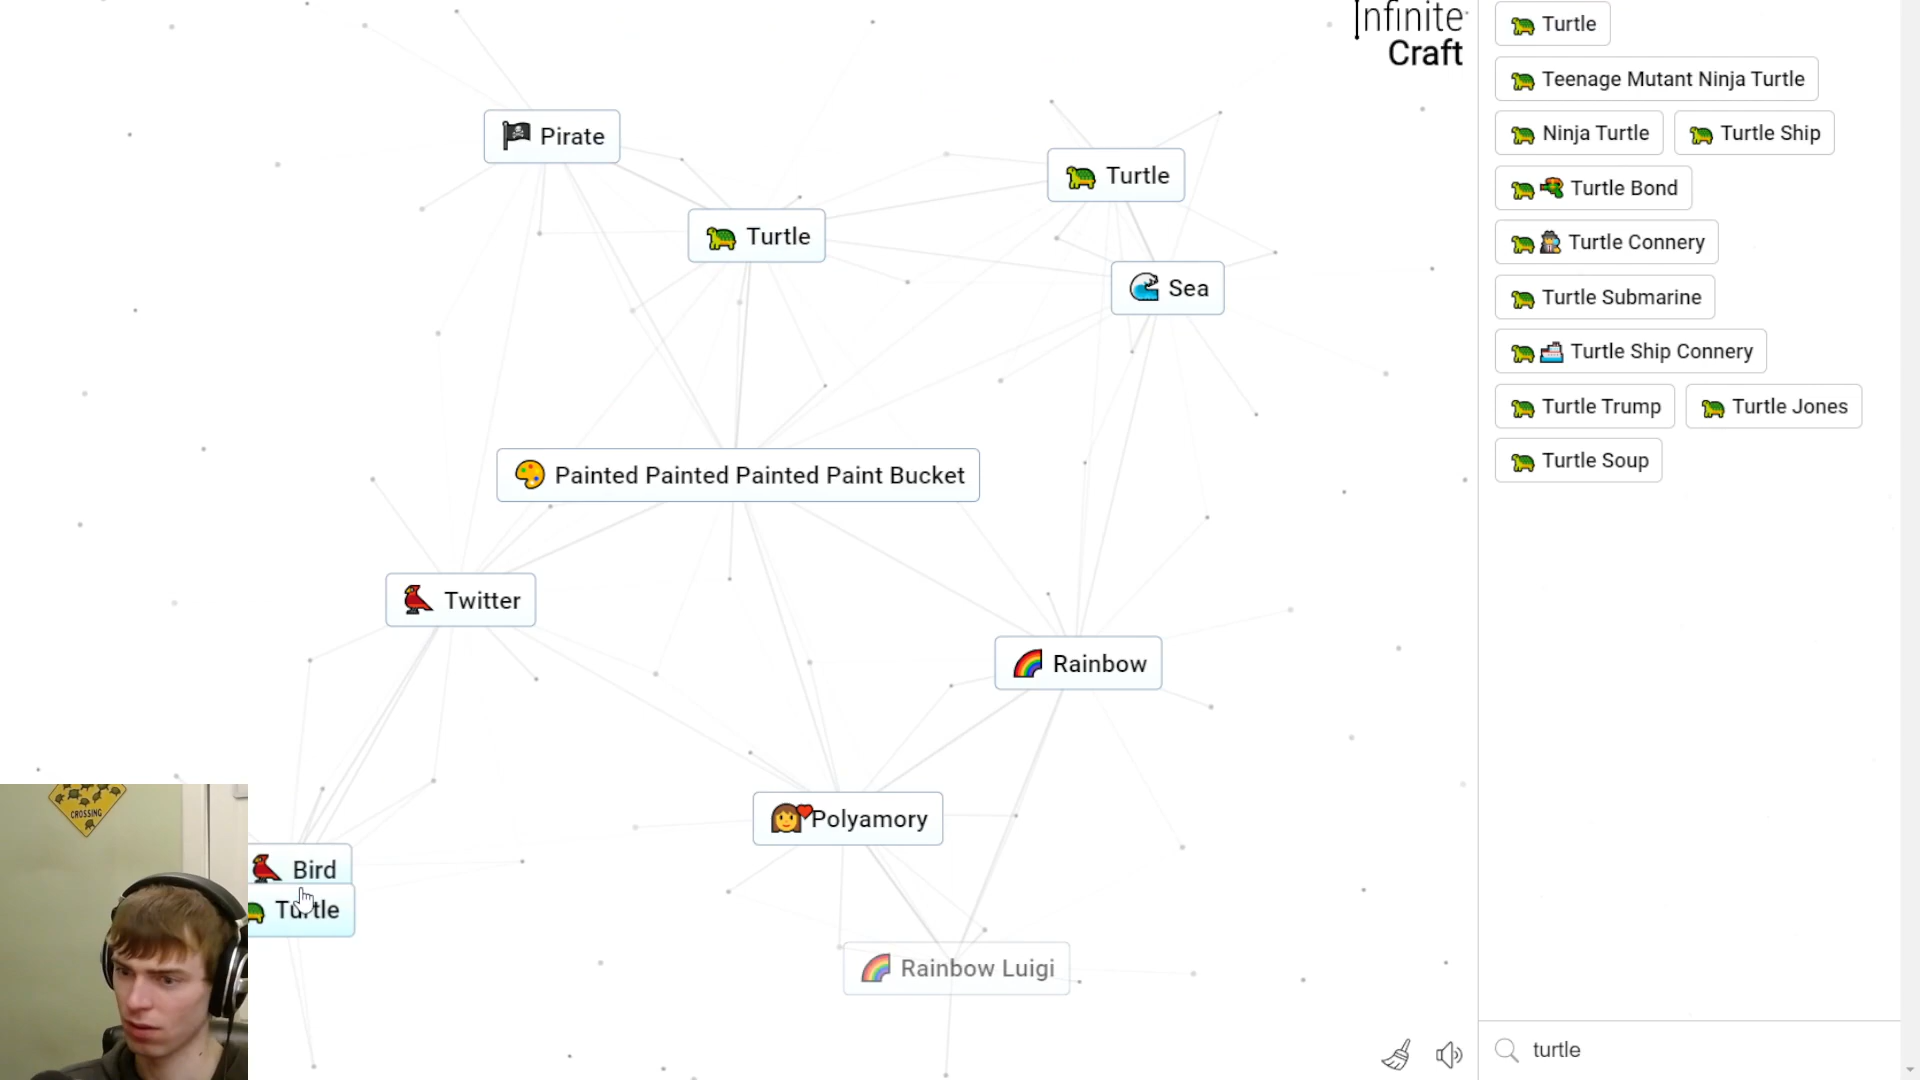 Infinite
Craft
Pirate
Turtle
Turtle
Sea
Painted Painted Painted Paint Bucket
Twitter
Rainbow
Polyamory
Bird
Turtle
Rainbow Luigi
CROSSING
Turtle
Teenage Mutant Ninja Turtle
Ninja Turtle
Turtle Ship
Turtle Bond
Turtle Connery
Turtle Submarine
Turtle Ship Connery
Turtle Trump
Turtle Jones
Turtle Soup
turtle